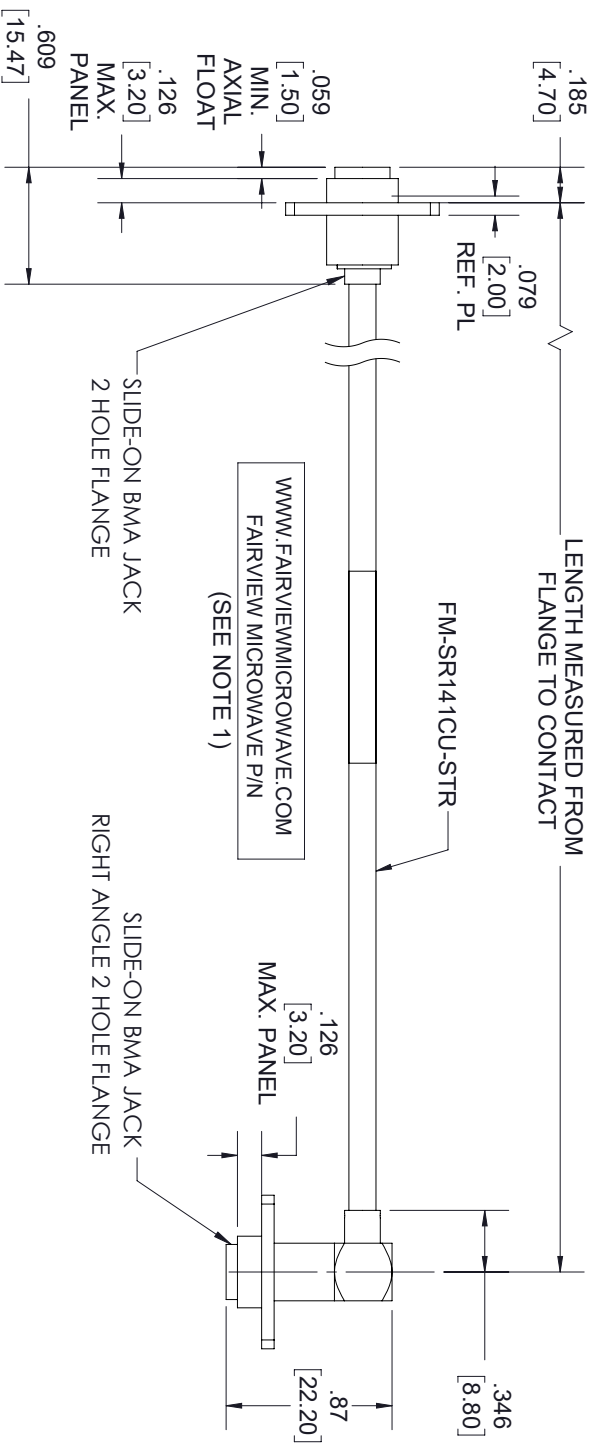 .185
[4.70]
LENGTH MEASURED FROM
FLANGE TO CONTACT
.346
[8.80]
.079
[2.00]
REF. PL
FM-SR141CU-STR
.059
[1.50]
MIN.
AXIAL
FLOAT
.126
[3.20]
MAX.
PANEL
.609
[15.47]
SLIDE-ON BMA JACK
2 HOLE FLANGE
WWW.FAIRVIEWMICROWAVE.COM
FAIRVIEW MICROWAVE P/N
(SEE NOTE 1)
.126
[3.20]
MAX. PANEL
SLIDE-ON BMA JACK
RIGHT ANGLE 2 HOLE FLANGE
.87
[22.20]